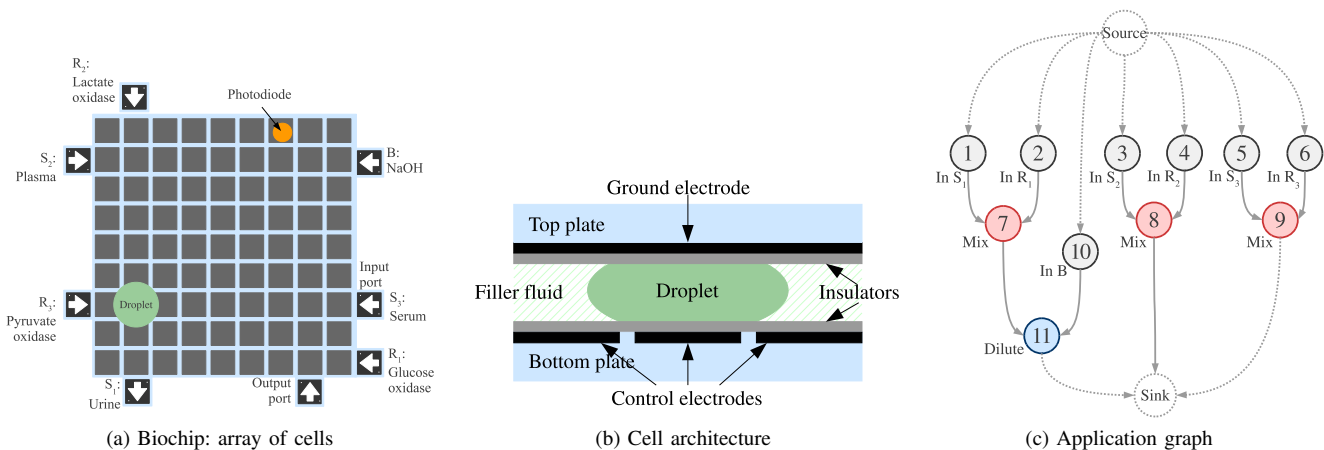 R2:
Lactate
oxidase
Photodiode
S2:
Plasma
B:
NaOH
Input
port
R3:
Pyruvate
oxidase
Droplet
S3:
Serum
R1:
Glucose
oxidase
S1:
Urine
Output
port
(a) Biochip: array of cells
Ground electrode
Top plate
Filler fluid
Droplet
Insulators
Bottom plate
Control electrodes
(b) Cell architecture
Source
1
2
3
4
5
6
In S1
In R1
In S2
In R2
In S3
In R3
7
8
9
Mix
Mix
Mix
10
In B
11
Dilute
Sink
(c) Application graph